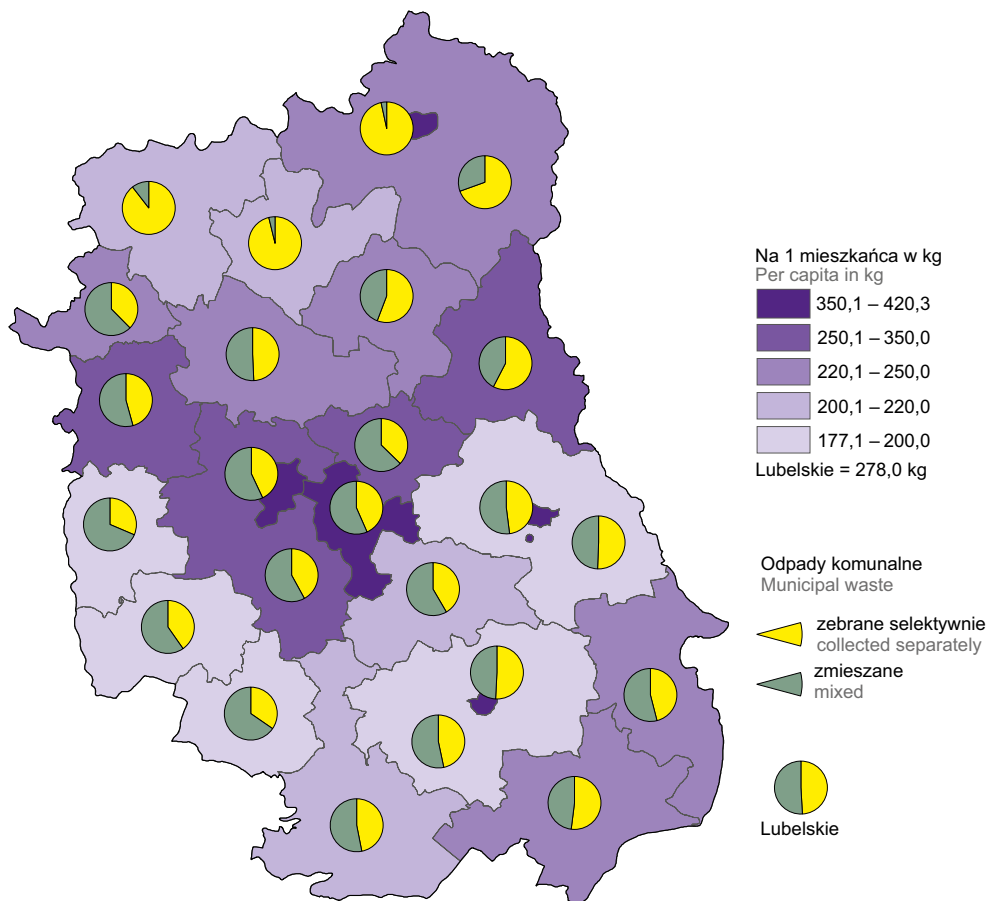 Na 1 mieszkańca w kg
Per capita in kg
350,1 – 420,3
250,1 – 350,0
220,1 – 250,0
200,1 – 220,0
177,1 – 200,0
Lubelskie = 278,0 kg
Odpady komunalne
Municipal waste
zebrane selektywnie
collected separately
zmieszane
mixed
Lubelskie